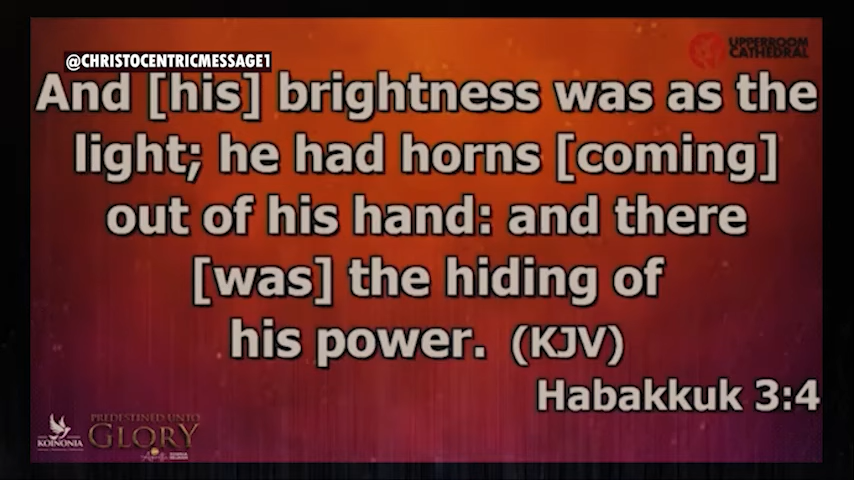 UPPERROOM
CATHEDRAL
@CHRISTOCENTRICMESSAGE1
And [his] brightness was as the
light; he had horns [coming]
out of his hand: and there
[was] the hiding of
his power. (KJV)
Habakkuk 3:4
KOINONIA
PREDESTINED UNTO
GLORY